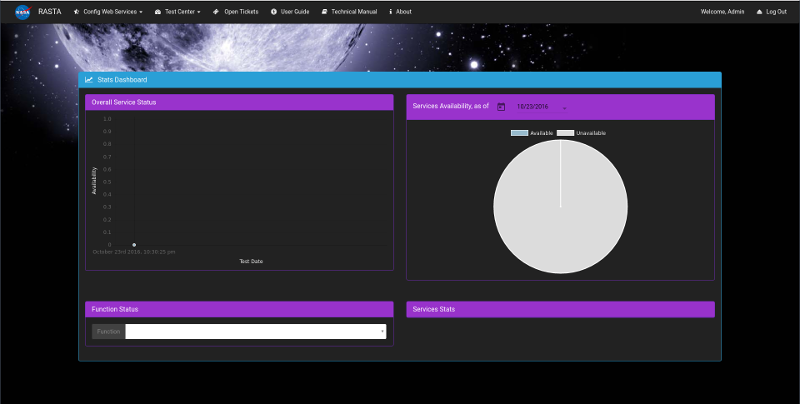 NASA RASTA Config Web Services Test Center Open Tickets User Guide Technical Manual About Welcome, Admin Log Out
Stats Dashboard
Overall Service Status
1.0
0.9
0.8
0.7
0.6
0.5
0.4
0.3
0.2
0.1
0
Availability
October 23rd 2016, 10:30:25 pm
Test Date
Services Availability, as of 10/23/2016
Available Unavailable
Function Status
Function
Services Stats